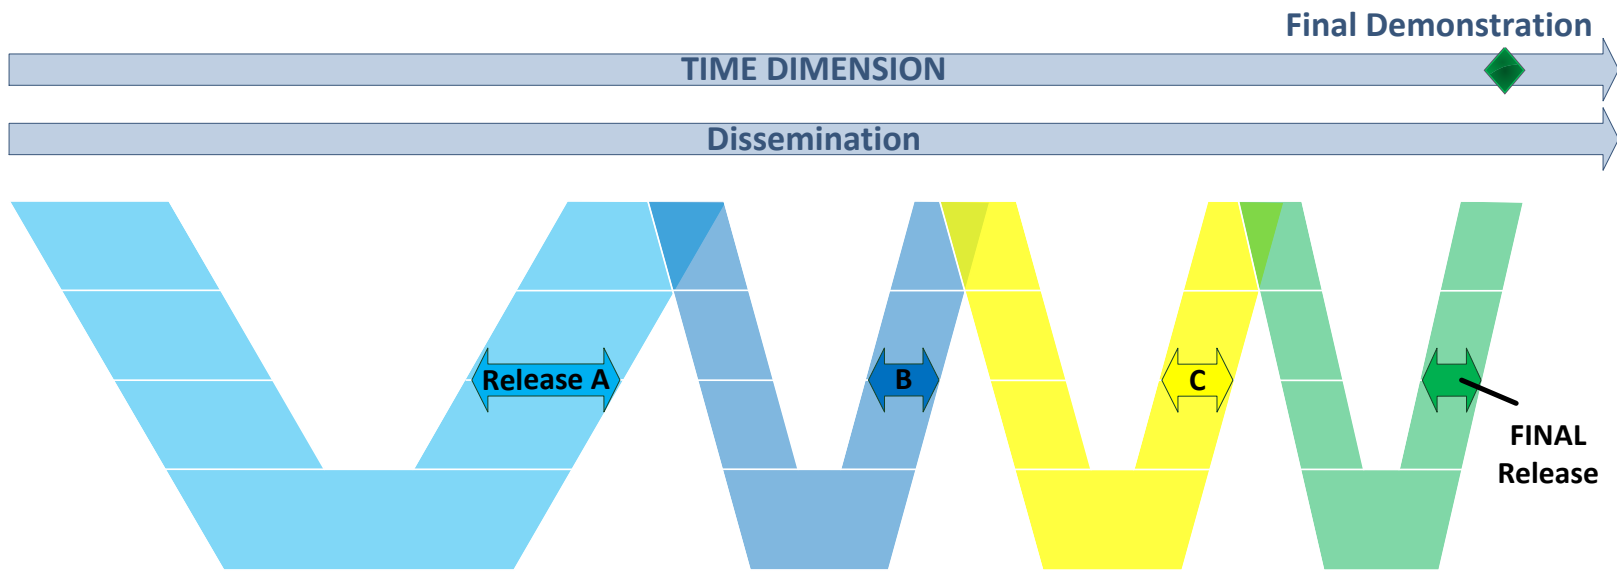 Final Demonstration
TIME DIMENSION
Dissemination
Release A
B
C
FINAL
Release